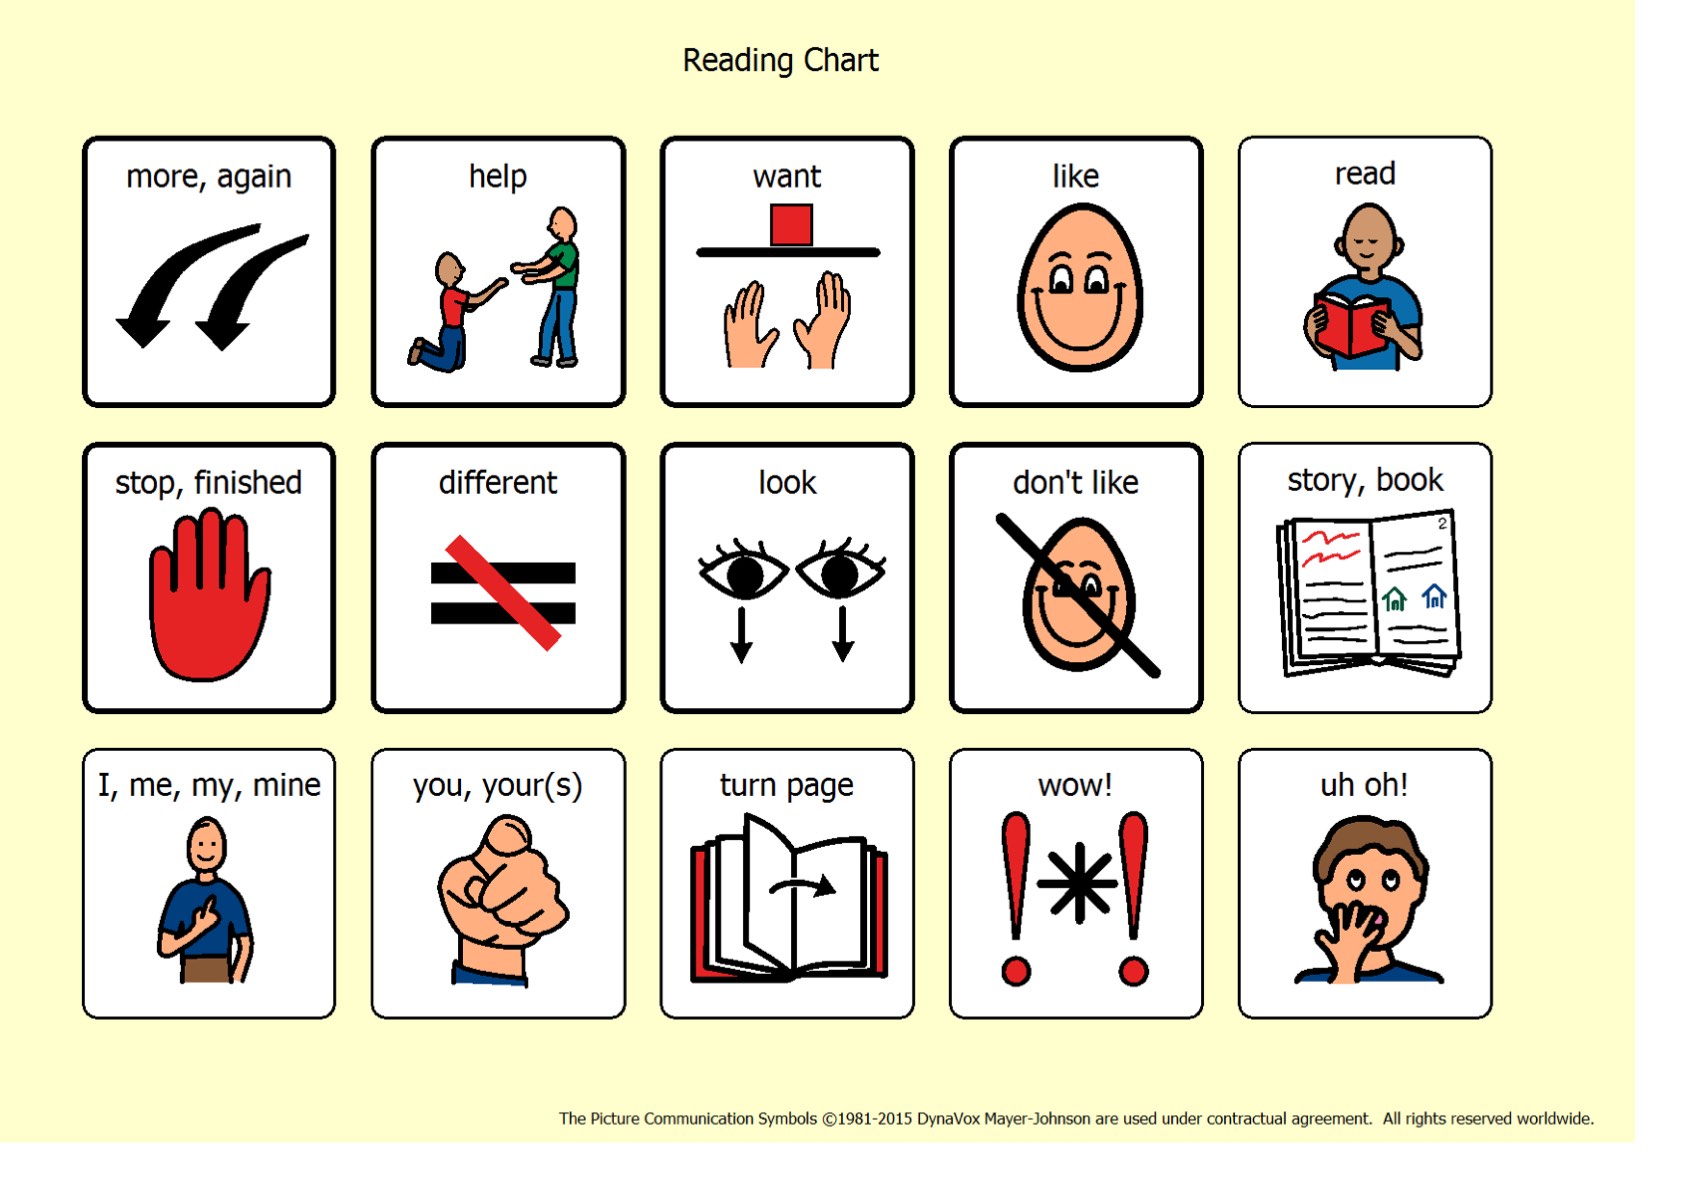 Reading Chart
more, again
help
want
like
read
stop, finished
different
look
don't like
story, book
2
I, me, my, mine
you, your(s)
turn page
wow!
uh oh!
The Picture Communication Symbols ©1981-2015 DynaVox Mayer-Johnson are used under contractual agreement.  All rights reserved worldwide.